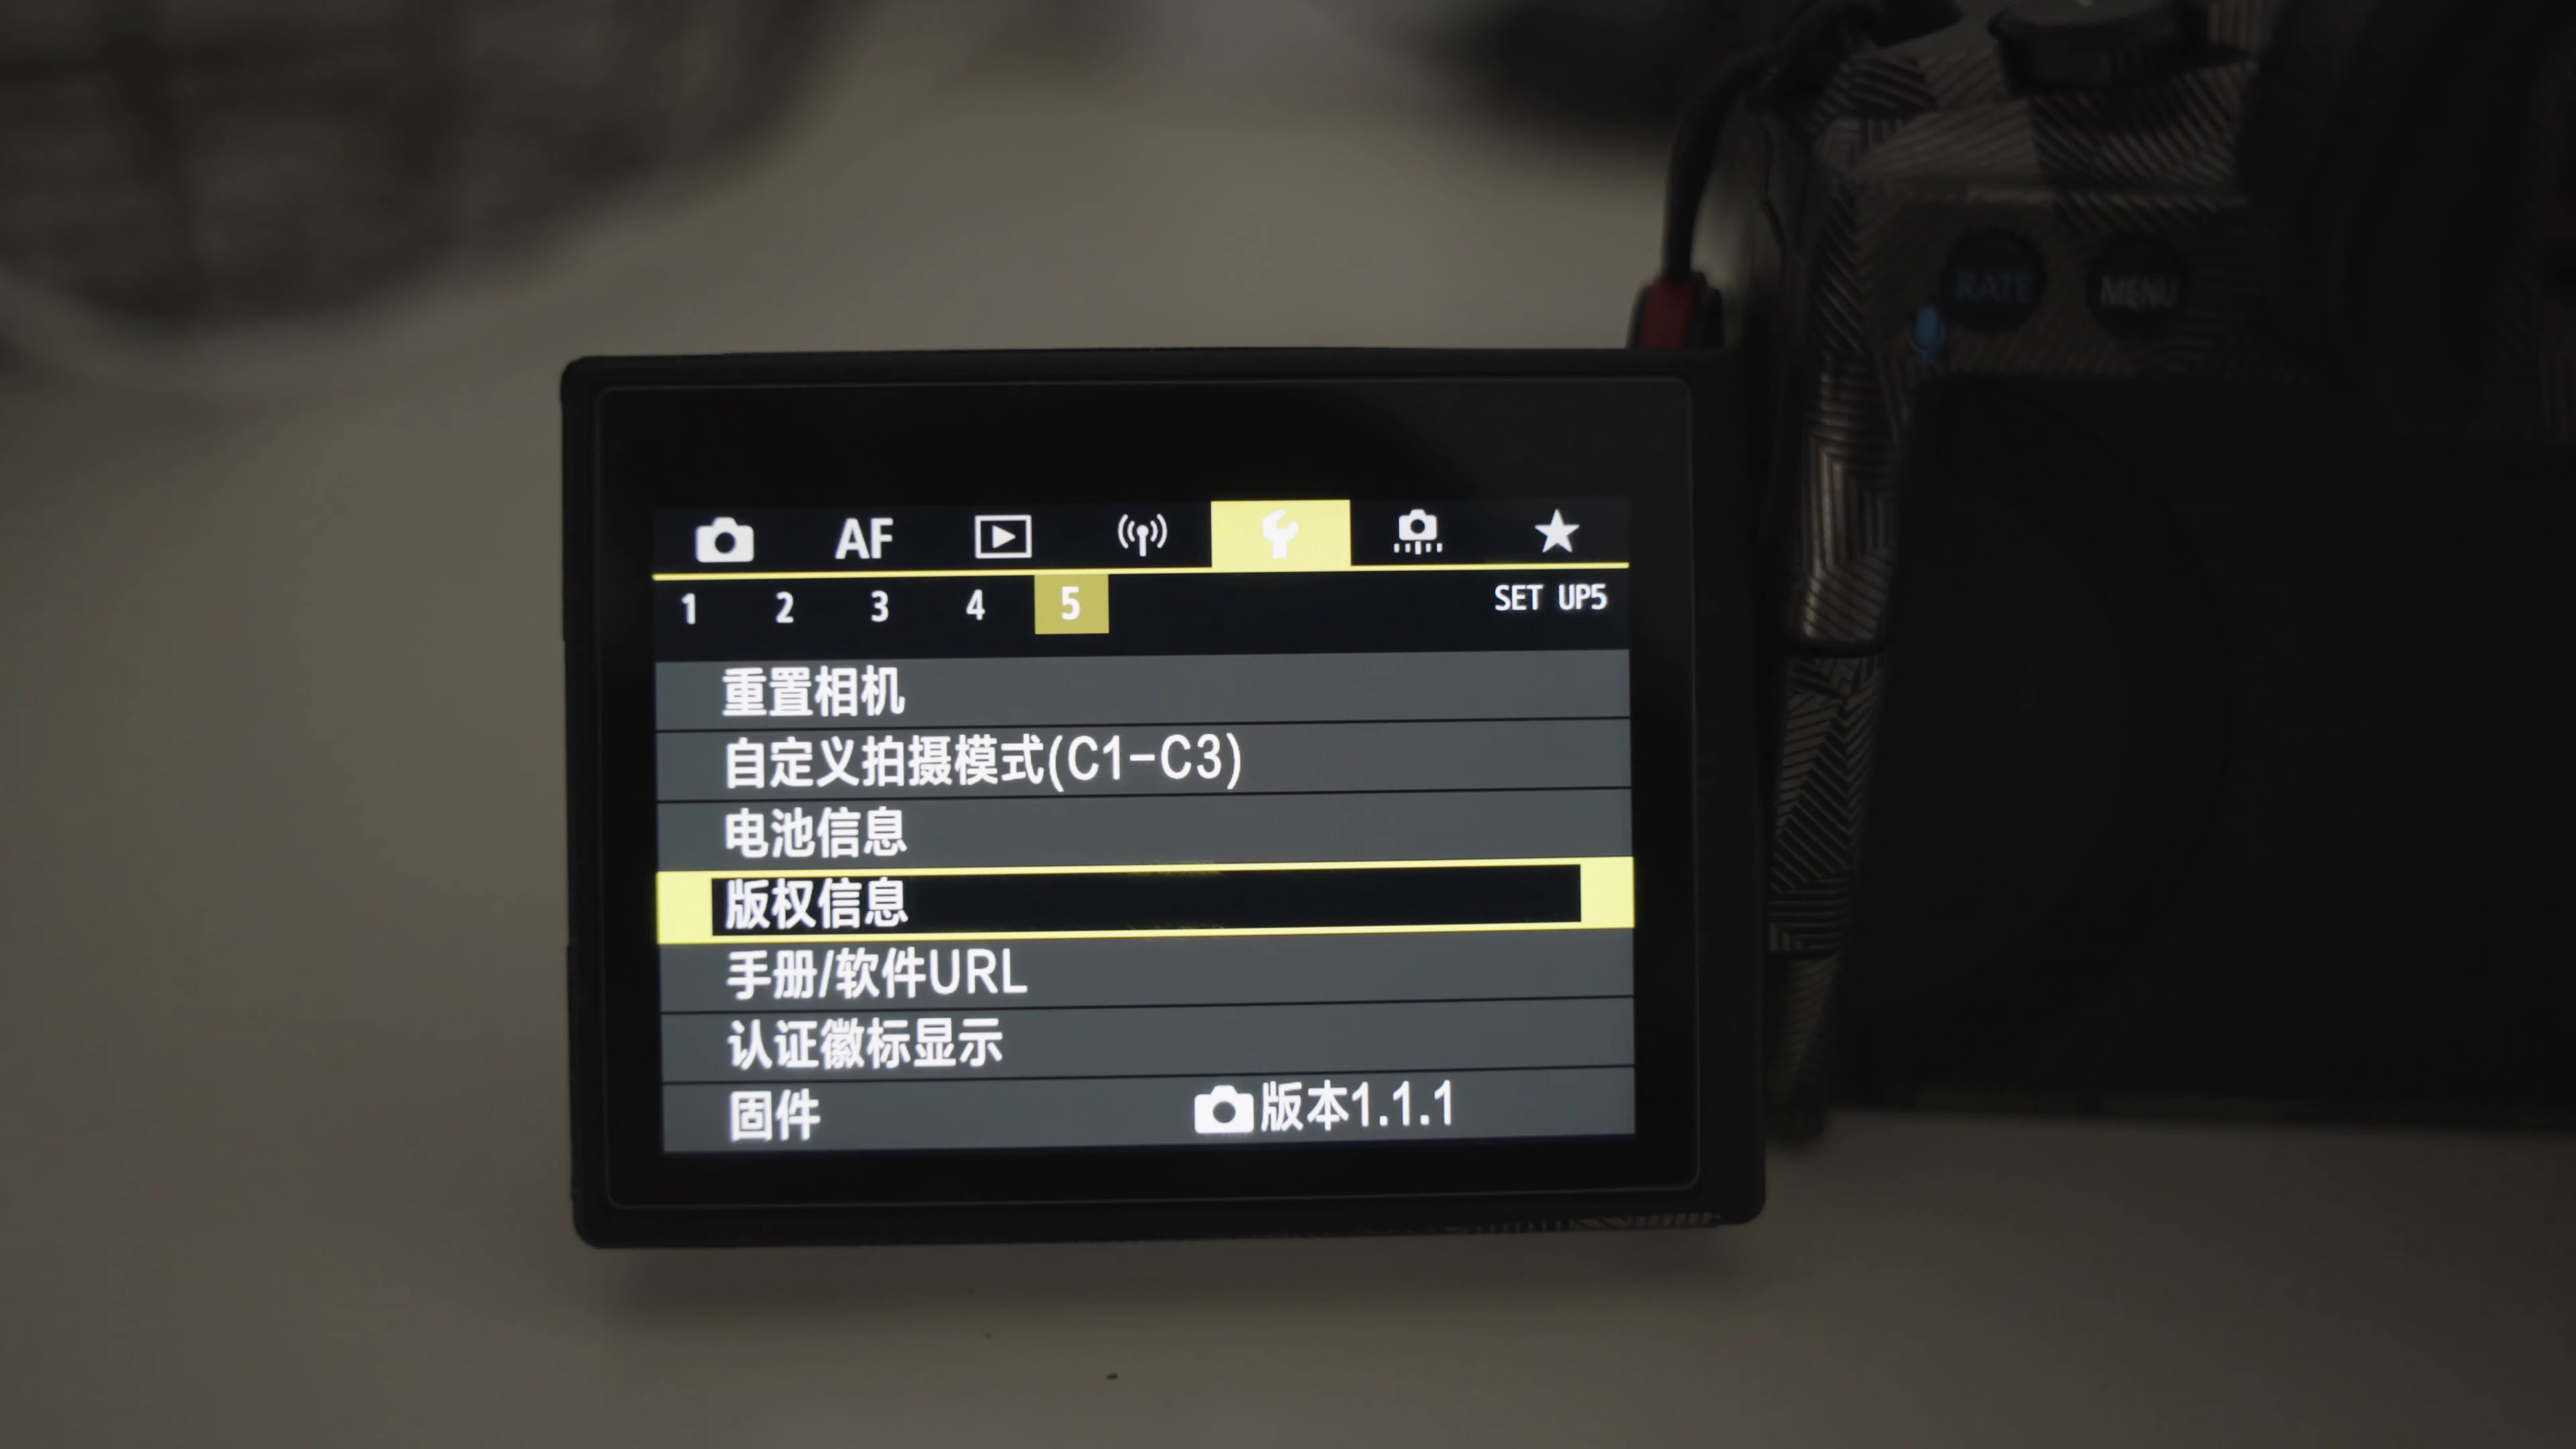 RATE MENU
AF
1 2 3 4 5 SET UP5
重置相机
自定义拍摄模式(C1-C3)
电池信息
版权信息
手册/软件URL
认证徽标显示
固件 版本1.1.1